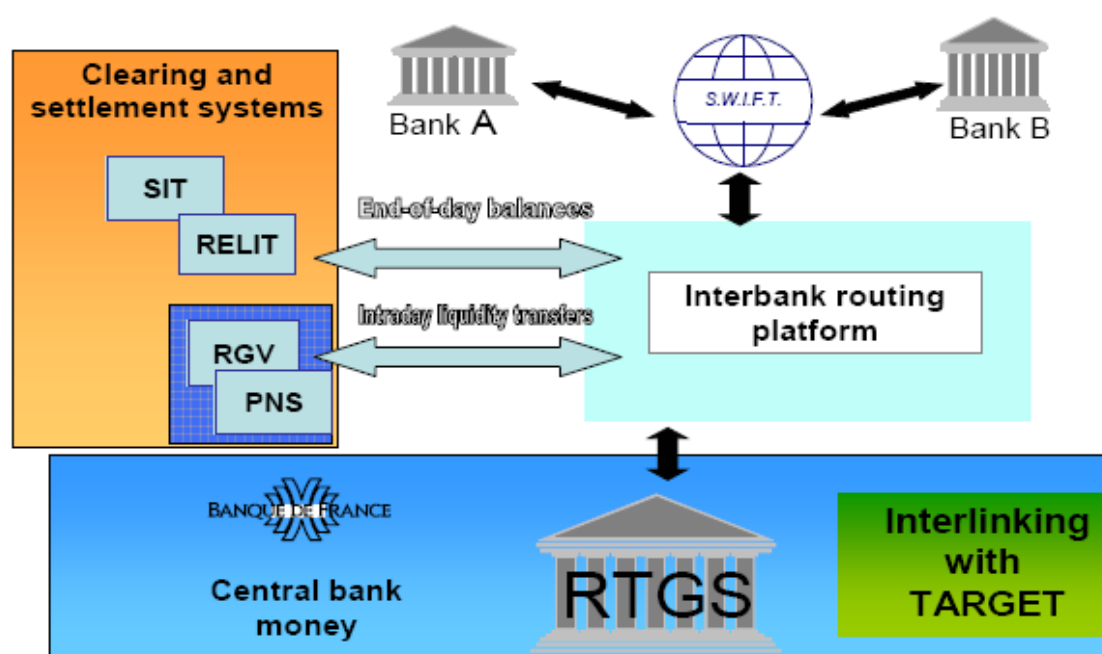 Clearing and
settlement systems
SIT
RELIT
RGV
PNS
Bank A
S.W.I.F.T.
Bank B
End-of-day balances
Intraday liquidity transfers
Interbank routing
platform
BANQUE DE FRANCE
Central bank
money
RTGS
Interlinking
with
TARGET